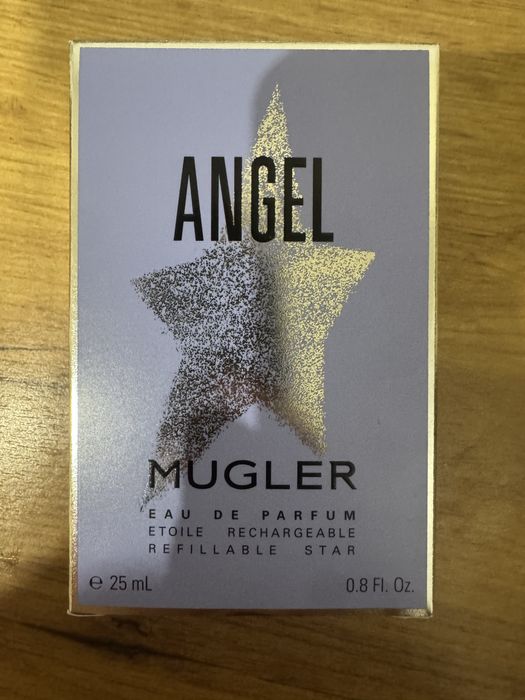 ANGEL
MUGLER
EAU DE PARFUM
ETOILE RECHARGEABLE
REFILLABLE STAR
℮ 25 mL 0.8 Fl. Oz.